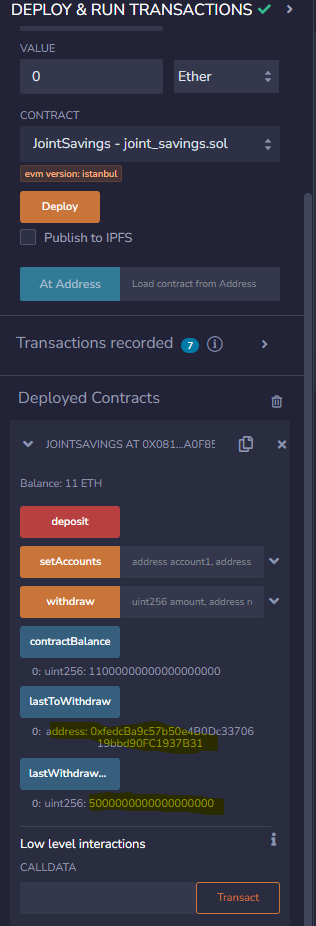 DEPLOY & RUN TRANSACTIONS
VALUE
0
Ether
CONTRACT
JointSavings - joint_savings.sol
evm version: istanbul
Deploy
Publish to IPFS
At Address
Load contract from Address
Transactions recorded 7
Deployed Contracts
JOINTSAVINGS AT 0X081...A0F85
Balance: 11 ETH
deposit
setAccounts
address account1, address
withdraw
uint256 amount, address re
contractBalance
0: uint256: 11000000000000000000
lastToWithdraw
0: address: 0xfedcBa9c57b50e4B0Dc33706
19bbd90FC1937B31
lastWithdraw...
0: uint256: 5000000000000000000
Low level interactions
CALLDATA
Transact